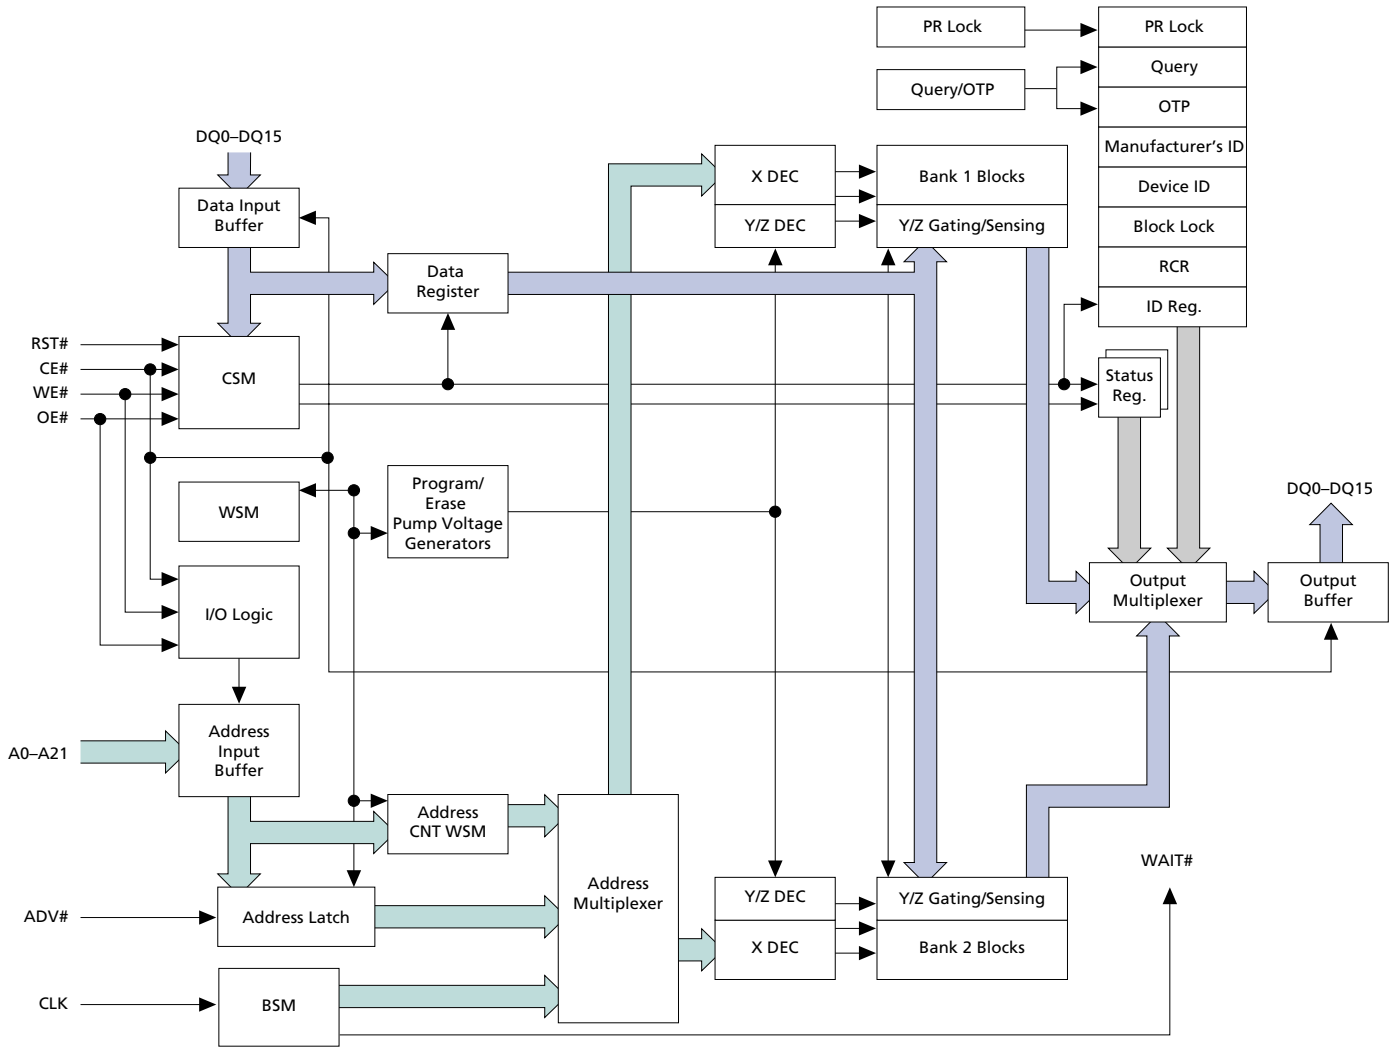 PR Lock
PR Lock
Query/OTP
Query
OTP
Manufacturer's ID
Device ID
Block Lock
RCR
ID Reg.
DQ0–DQ15
Data Input
Buffer
X DEC
Y/Z DEC
Bank 1 Blocks
Y/Z Gating/Sensing
Data
Register
RST#
CE#
WE#
OE#
CSM
Status
Reg.
WSM
Program/
Erase
Pump Voltage
Generators
DQ0–DQ15
I/O Logic
Output
Multiplexer
Output
Buffer
A0–A21
Address
Input
Buffer
Address
CNT WSM
Address
Multiplexer
WAIT#
ADV#
Address Latch
Y/Z DEC
X DEC
Y/Z Gating/Sensing
Bank 2 Blocks
CLK
BSM